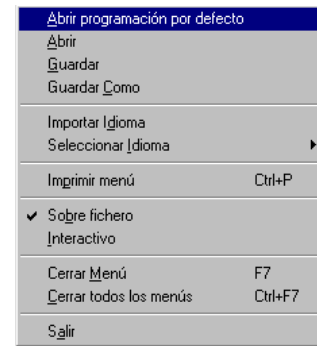 Abrir programación por defecto
Abrir
Guardar
Guardar Como
Importar Idioma
Seleccionar Idioma
Imprimir menú Ctrl+P
Sobre fichero
Interactivo
Cerrar Menú F7
Cerrar todos los menús Ctrl+F7
Salir